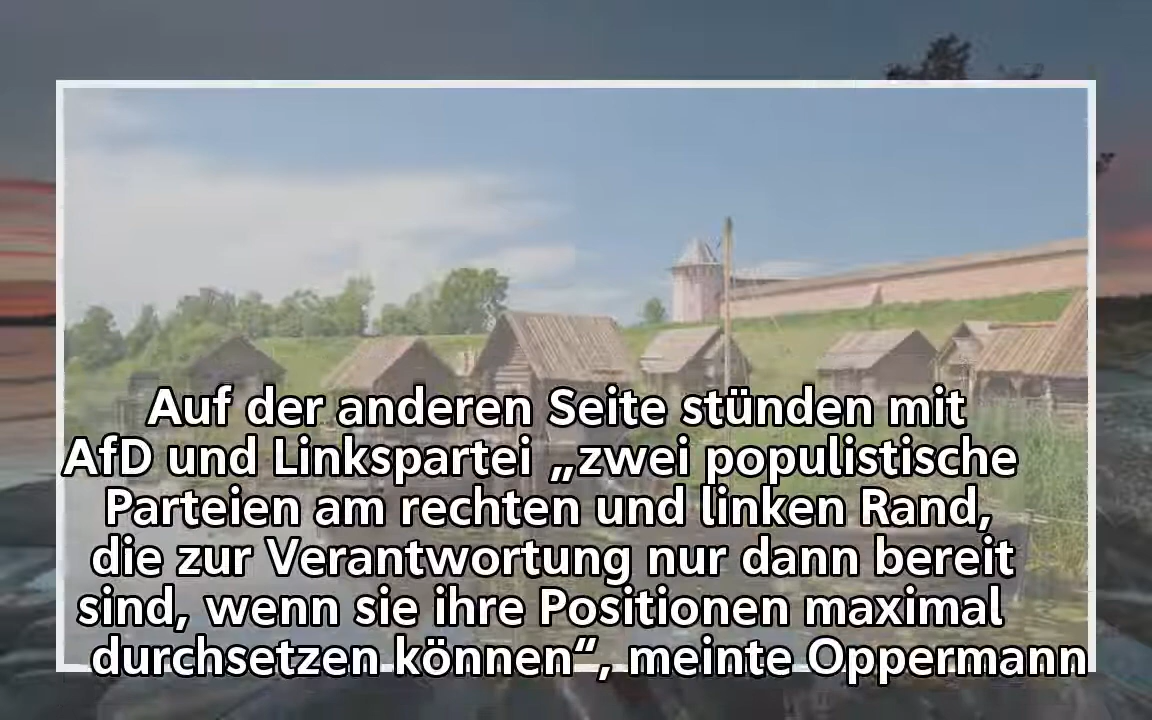 Auf der anderen Seite stünden mit
AfD und Linkspartei „zwei populistische
Parteien am rechten und linken Rand,
die zur Verantwortung nur dann bereit
sind, wenn sie ihre Positionen maximal
durchsetzen können“, meinte Oppermann